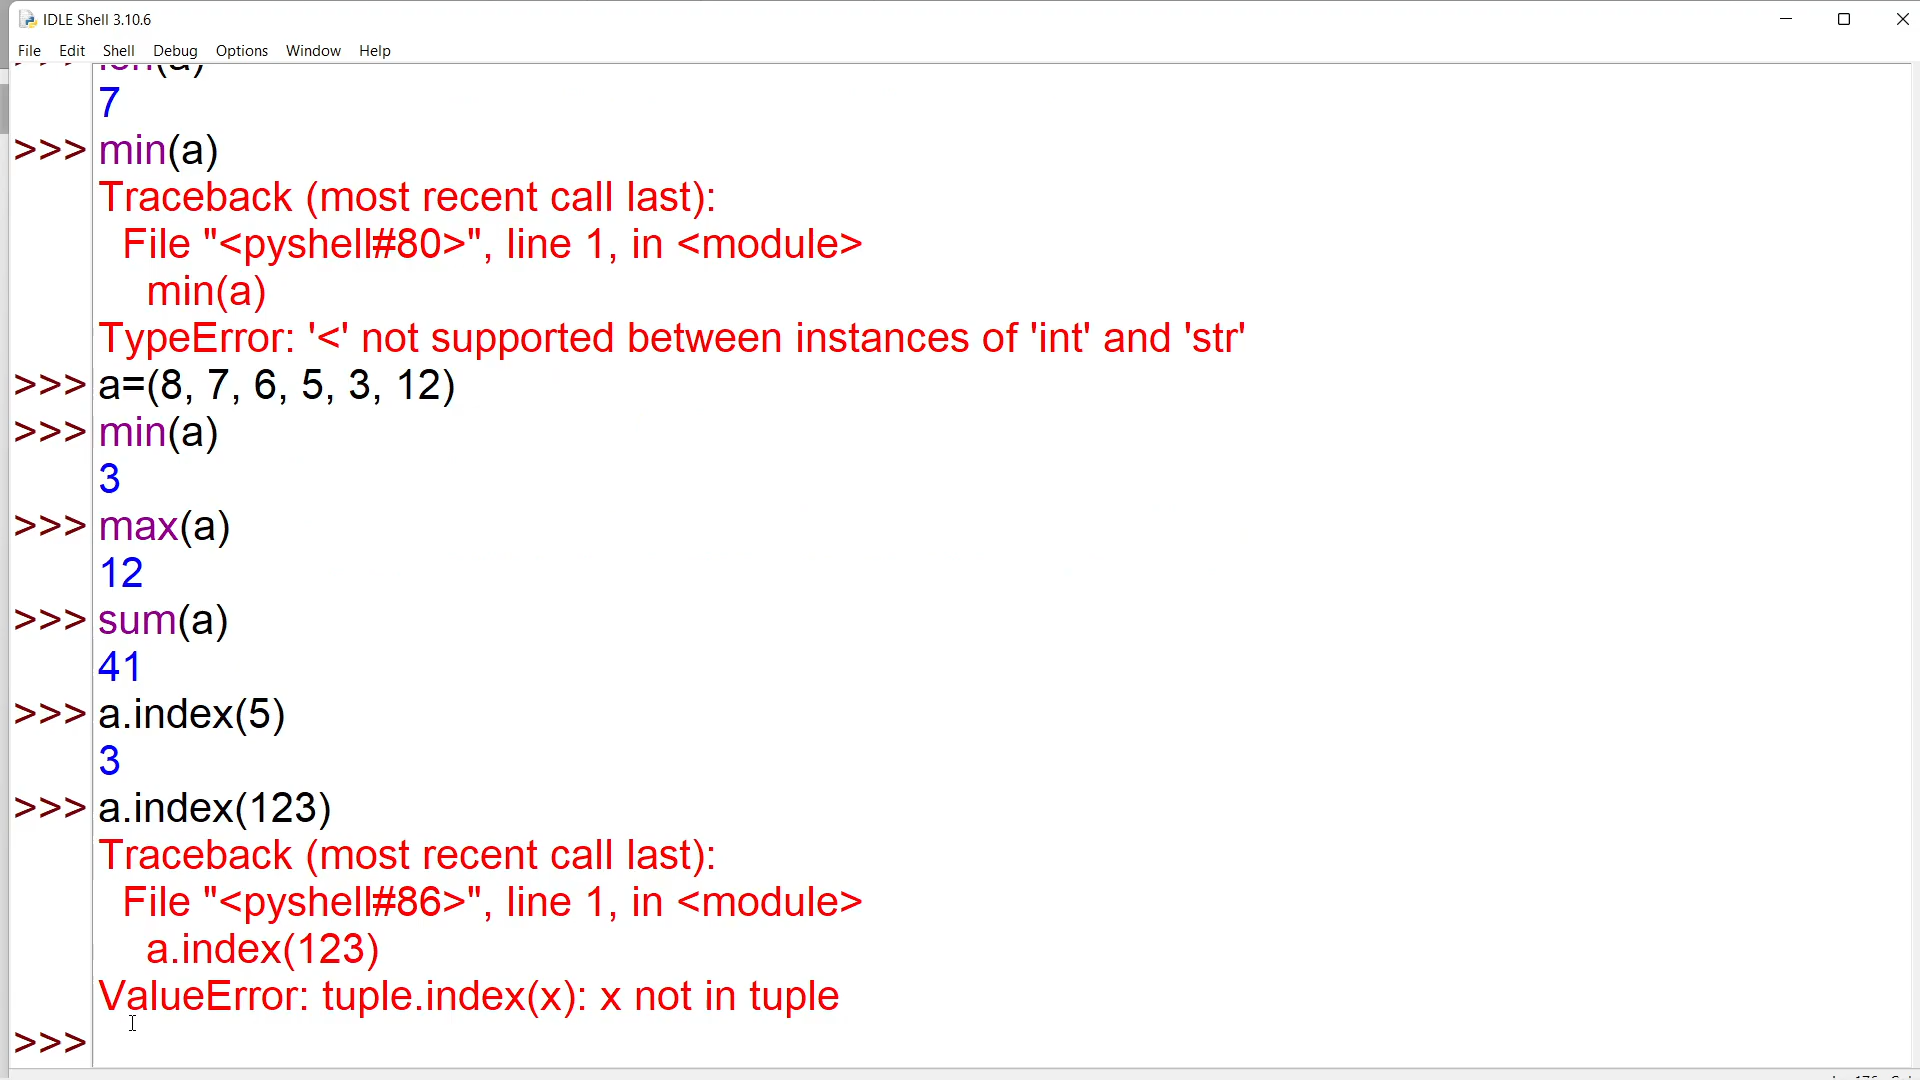 IDLE Shell 3.10.6
File Edit Shell Debug Options Window Help
7
>>> min(a)
Traceback (most recent call last):
File "<pyshell#80>", line 1, in <module>
min(a)
TypeError: '<' not supported between instances of 'int' and 'str'
>>> a=(8, 7, 6, 5, 3, 12)
>>> min(a)
3
>>> max(a)
12
>>> sum(a)
41
>>> a.index(5)
3
>>> a.index(123)
Traceback (most recent call last):
File "<pyshell#86>", line 1, in <module>
a.index(123)
ValueError: tuple.index(x): x not in tuple
>>>